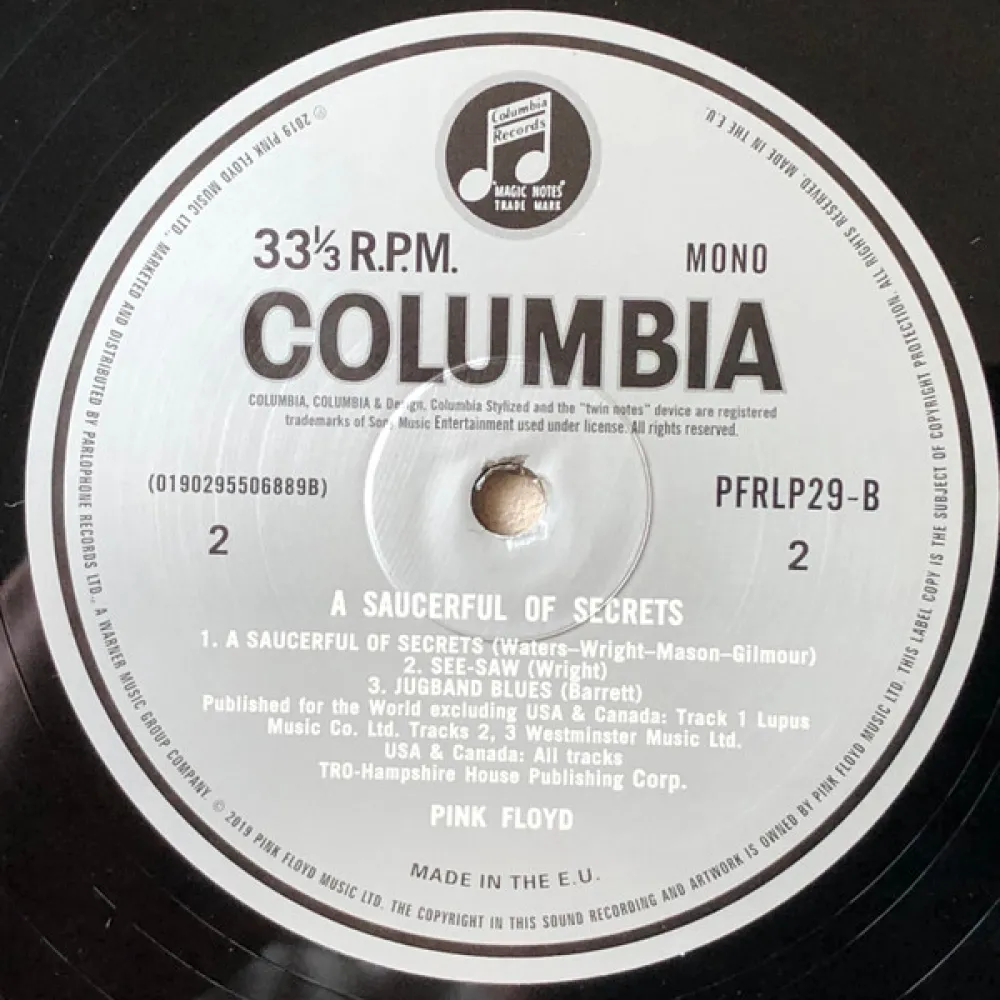 Columbia
Records
"MAGIC NOTES"
TRADE MARK
33⅓ R.P.M.
MONO
COLUMBIA
COLUMBIA, COLUMBIA & Design, Columbia Stylized and the "twin notes" device are registered
trademarks of Sony Music Entertainment used under license. All rights reserved.
(0190295506889B)
PFRLP29-B
2
2
A SAUCERFUL OF SECRETS
1. A SAUCERFUL OF SECRETS (Waters–Wright–Mason–Gilmour)
2. SEE-SAW (Wright)
3. JUGBAND BLUES (Barrett)
Published for the World excluding USA & Canada: Track 1 Lupus
Music Co. Ltd. Tracks 2, 3 Westminster Music Ltd.
USA & Canada: All tracks
TRO-Hampshire House Publishing Corp.
PINK FLOYD
MADE IN THE E.U.
℗ 2019 PINK FLOYD MUSIC LTD., MARKETED AND DISTRIBUTED BY PARLOPHONE RECORDS LTD., A WARNER MUSIC GROUP COMPANY. © 2019 PINK FLOYD MUSIC LTD. THE COPYRIGHT IN THIS SOUND RECORDING AND ARTWORK IS OWNED BY PINK FLOYD MUSIC LTD. THIS LABEL COPY IS THE SUBJECT OF COPYRIGHT PROTECTION. ALL RIGHTS RESERVED. MADE IN THE E.U.